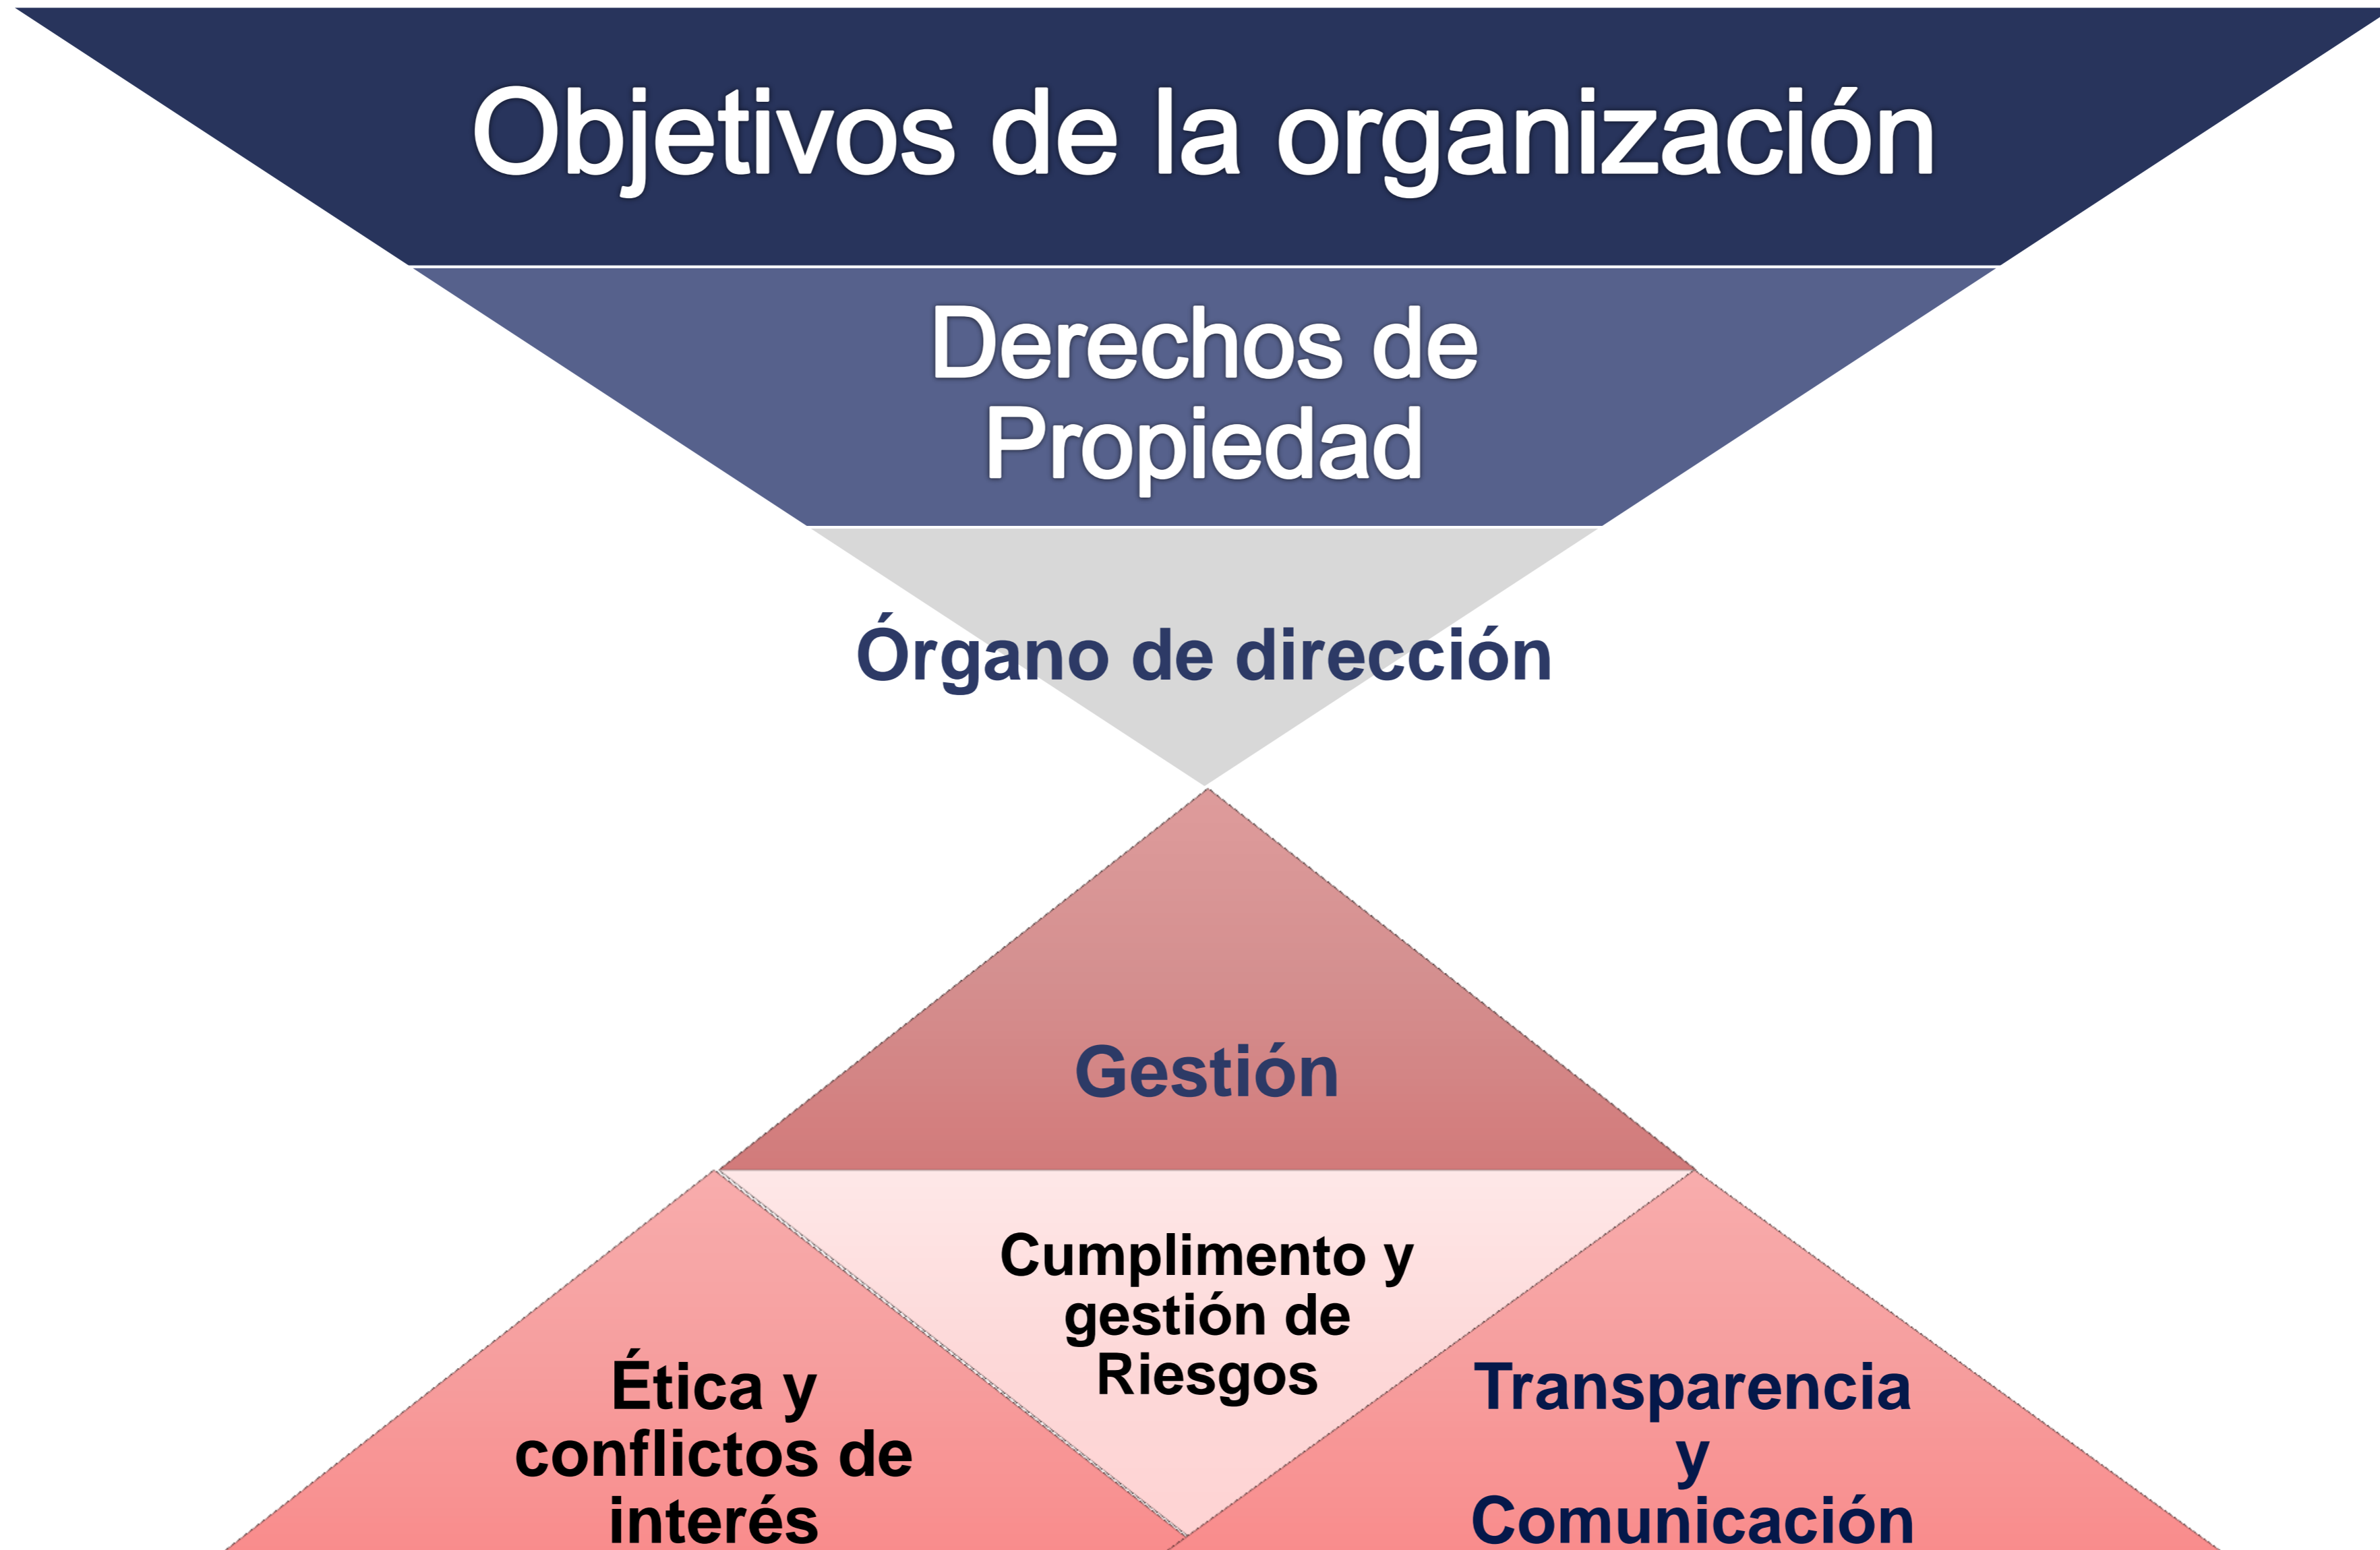 Objetivos de la organización
Derechos de
Propiedad
Órgano de dirección
Gestión
Cumplimento y
gestión de
Riesgos
Ética y
conflictos de
interés
Transparencia
y
Comunicación